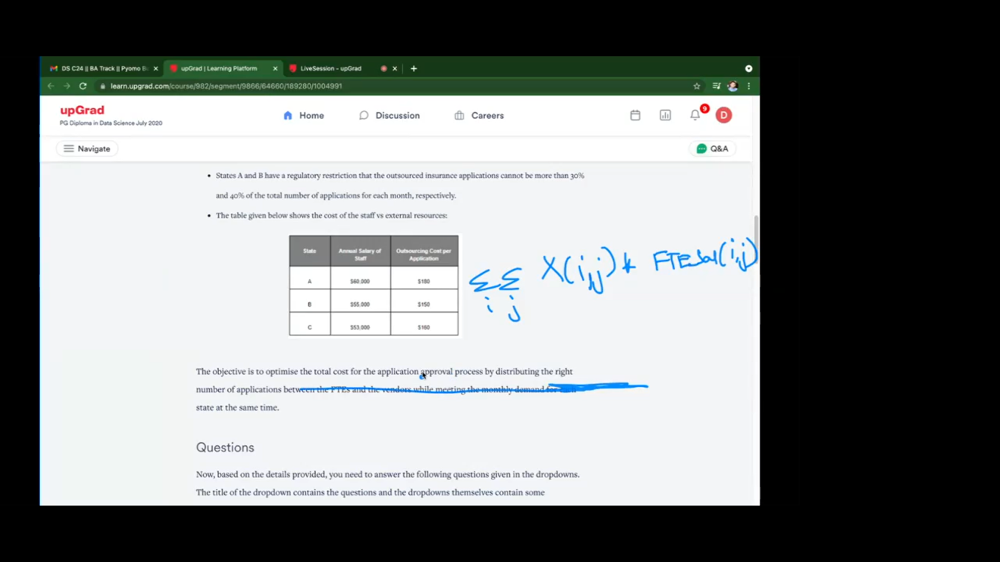 DS C24 || BA Track || Pyomo B
upGrad | Learning Platform
LiveSession - upGrad
learn.upgrad.com/course/982/segment/9866/64660/189280/1004991
upGrad
PG Diploma in Data Science July 2020
Home
Discussion
Careers
9
D
Navigate
Q&A
• States A and B have a regulatory restriction that the outsourced insurance applications cannot be more than 30%
and 40% of the total number of applications for each month, respectively.
• The table given below shows the cost of the staff vs external resources:
State Annual Salary of Staff Outsourcing Cost per Application
A $60,000 $180
B $55,000 $150
C $53,000 $160
Σ Σ X(i,j) * FTESal(i,j)
i j
The objective is to optimise the total cost for the application approval process by distributing the right
number of applications between the FTEs and the vendors while meeting the monthly demand for each
state at the same time.
Questions
Now, based on the details provided, you need to answer the following questions given in the dropdowns.
The title of the dropdown contains the questions and the dropdowns themselves contain some